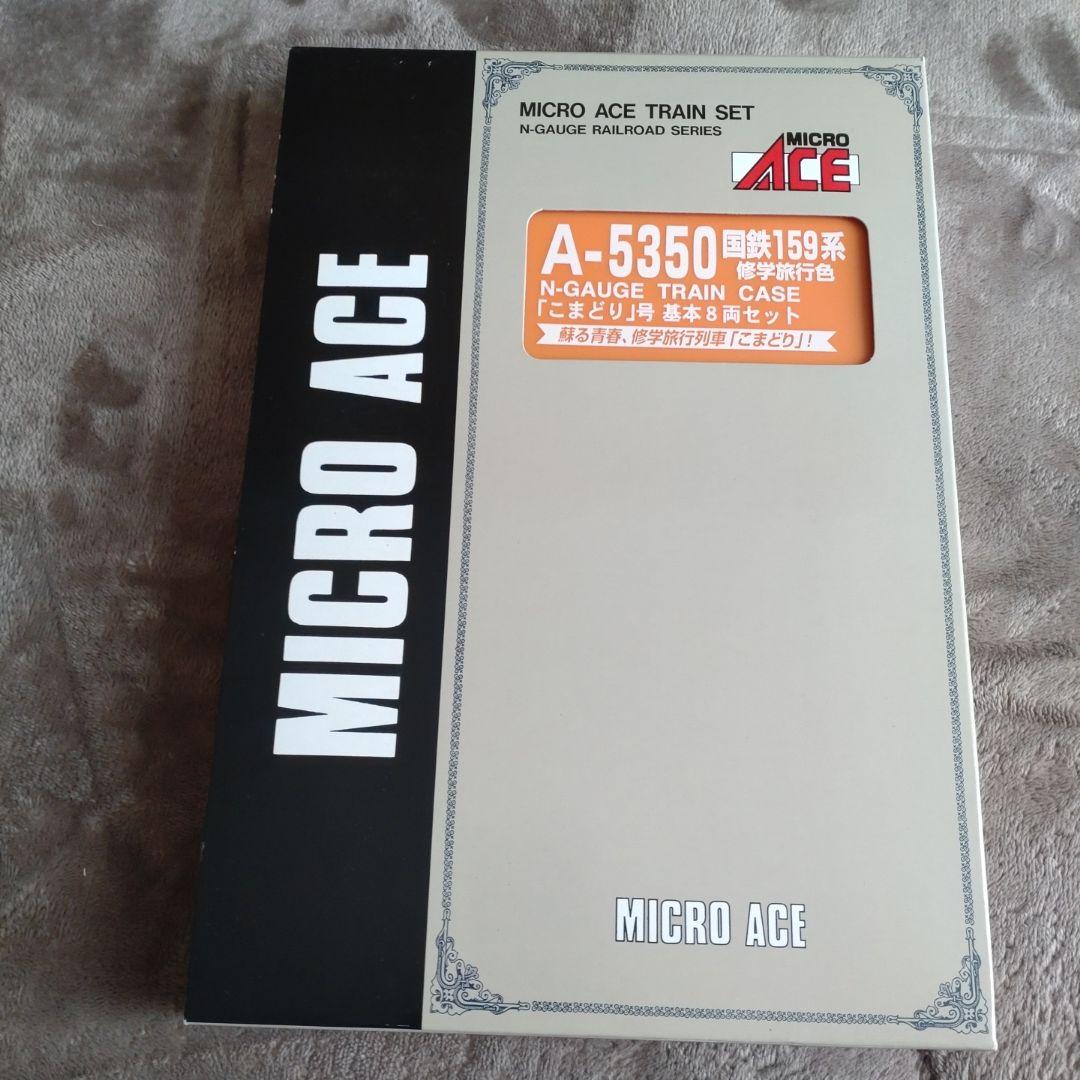 MICRO ACE
MICRO ACE TRAIN SET
N-GAUGE RAILROAD SERIES
MICRO
ACE
A-5350 国鉄159系
修学旅行色
N-GAUGE TRAIN CASE
「こまどり」号 基本8両セット
蘇る青春、修学旅行列車「こまどり」!
MICRO ACE